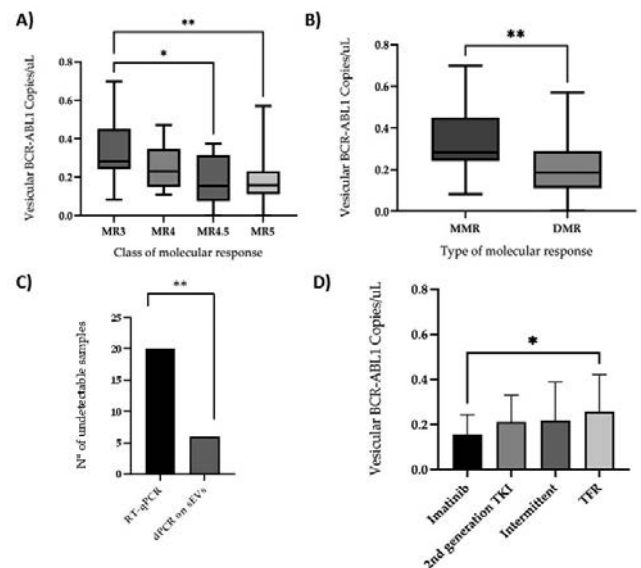 A)
**
*
Vesicular BCR-ABL1 Copies/uL
0.8
0.6
0.4
0.2
0.0
MR3 MR4 MR4.5 MR5
Class of molecular response
B)
**
Vesicular BCR-ABL1 Copies/uL
0.8
0.6
0.4
0.2
0.0
MMR DMR
Type of molecular response
C)
**
N° of undetectable samples
25
20
15
10
5
0
RT-qPCR
dPCR on sEVs
D)
*
Vesicular BCR-ABL1 Copies/uL
0.8
0.6
0.4
0.2
0.0
Imatinib
2nd generation TKI
Intermittent
TFR